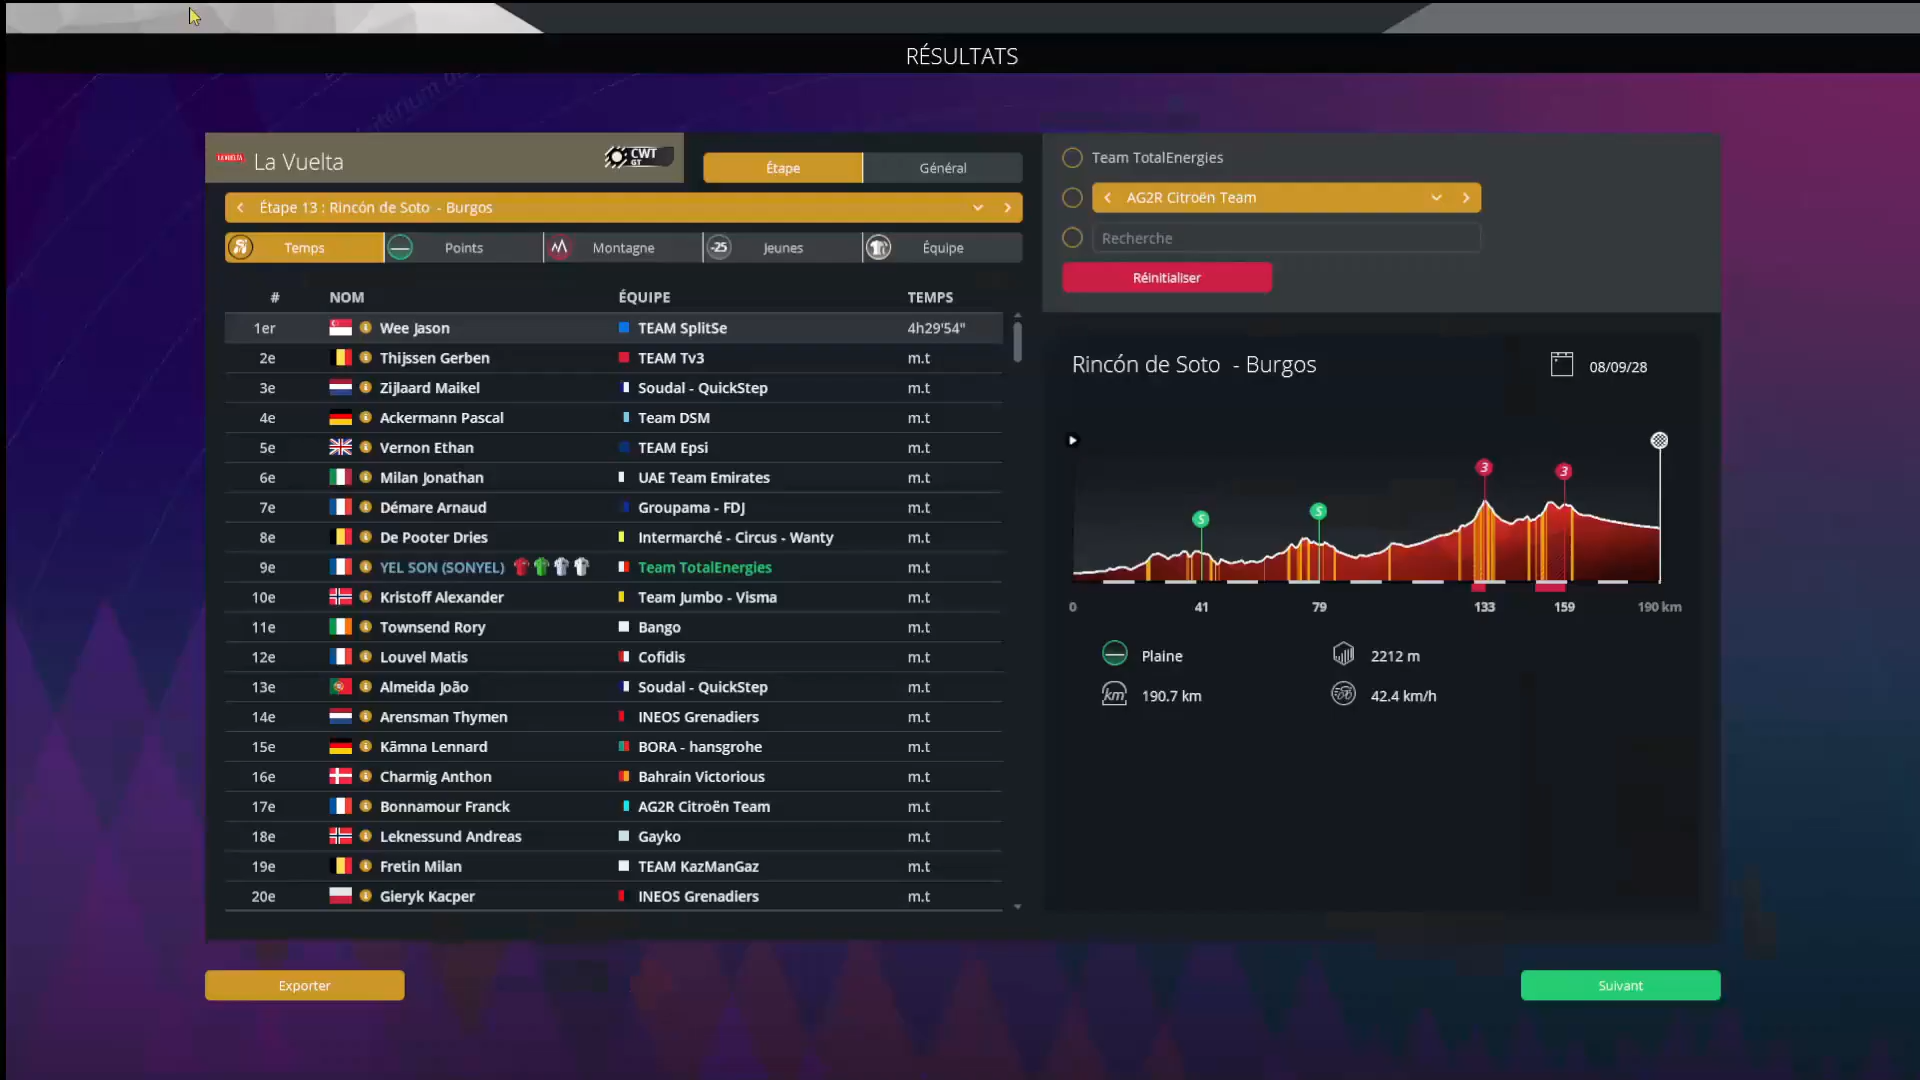 RÉSULTATS
LA VUELTA La Vuelta CWT GT
Étape Général
Étape 13 : Rincón de Soto - Burgos
Temps Points Montagne -25 Jeunes Équipe
# NOM ÉQUIPE TEMPS
1er Wee Jason TEAM SplitSe 4h29'54"
2e Thijssen Gerben TEAM Tv3 m.t
3e Zijlaard Maikel Soudal - QuickStep m.t
4e Ackermann Pascal Team DSM m.t
5e Vernon Ethan TEAM Epsi m.t
6e Milan Jonathan UAE Team Emirates m.t
7e Démare Arnaud Groupama - FDJ m.t
8e De Pooter Dries Intermarché - Circus - Wanty m.t
9e YEL SON (SONYEL) Team TotalEnergies m.t
10e Kristoff Alexander Team Jumbo - Visma m.t
11e Townsend Rory Bango m.t
12e Louvel Matis Cofidis m.t
13e Almeida João Soudal - QuickStep m.t
14e Arensman Thymen INEOS Grenadiers m.t
15e Kämna Lennard BORA - hansgrohe m.t
16e Charmig Anthon Bahrain Victorious m.t
17e Bonnamour Franck AG2R Citroën Team m.t
18e Leknessund Andreas Gayko m.t
19e Fretin Milan TEAM KazManGaz m.t
20e Gieryk Kacper INEOS Grenadiers m.t
Team TotalEnergies
AG2R Citroën Team
Recherche
Réinitialiser
Rincón de Soto - Burgos 08/09/28
3 3
S S
0 41 79 133 159 190 km
Plaine 2212 m
km 190.7 km 42.4 km/h
Exporter Suivant